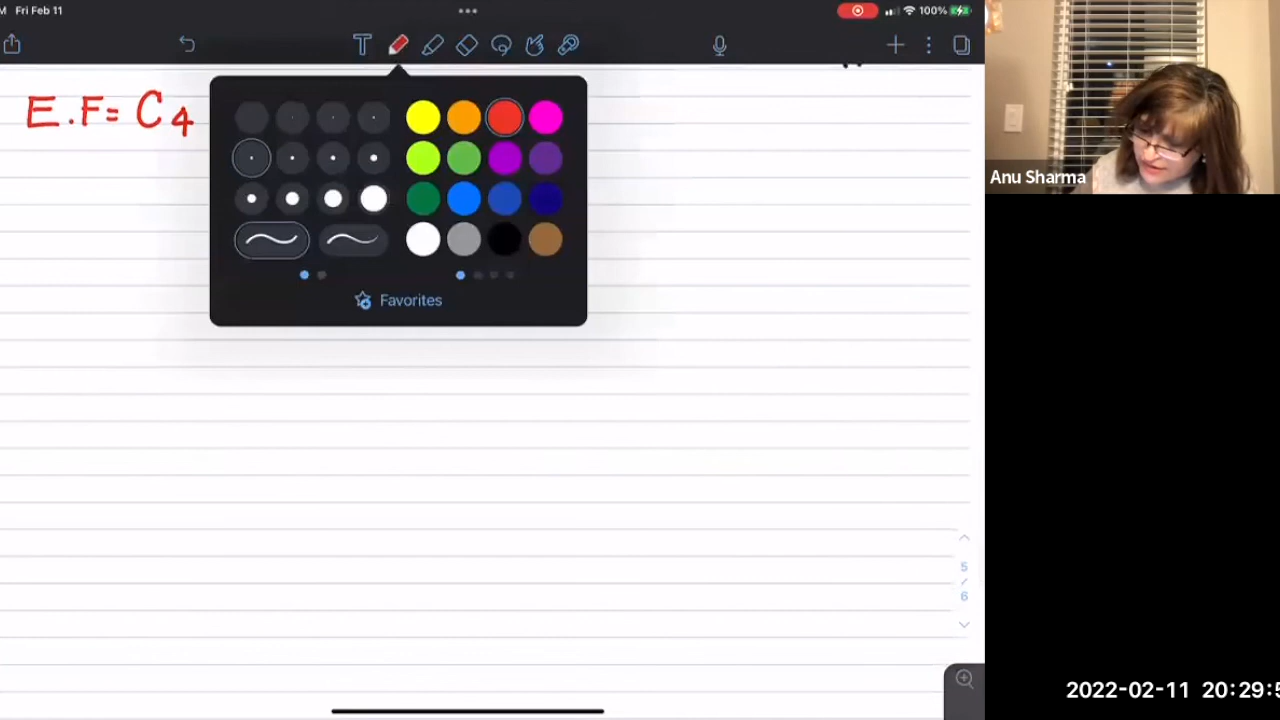 Fri Feb 11
100%
E.F= C4
Favorites
Anu Sharma
5
/
6
2022-02-11 20:29:5